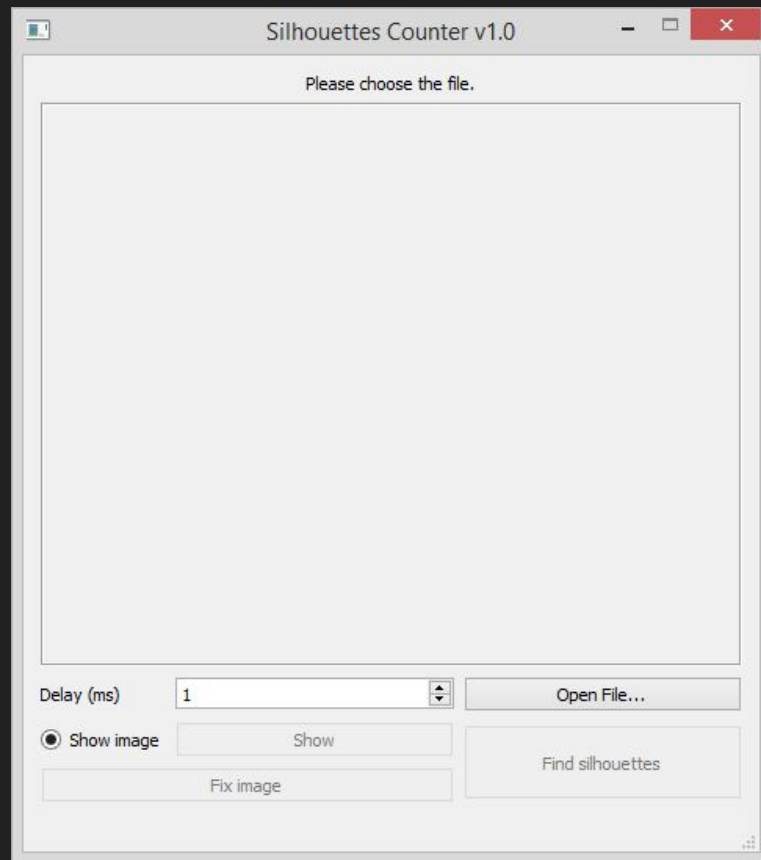 Silhouettes Counter v1.0
Please choose the file.
Delay (ms) 1 Open File...
Show image Show
Find silhouettes
Fix image